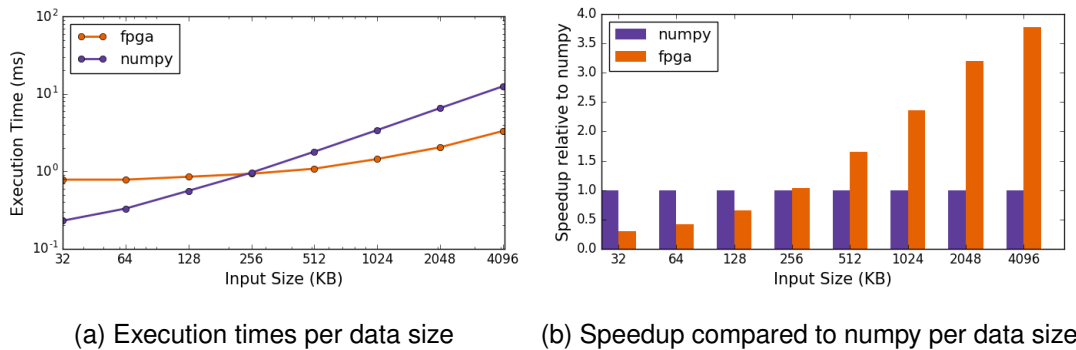 10²
fpga
numpy
10¹
10⁰
10⁻¹
Execution Time (ms)
32 64 128 256 512 1024 2048 4096
Input Size (KB)
(a) Execution times per data size
4.0
numpy
fpga
3.5
3.0
2.5
2.0
1.5
1.0
0.5
0.0
Speedup relative to numpy
32 64 128 256 512 1024 2048 4096
Input Size (KB)
(b) Speedup compared to numpy per data size